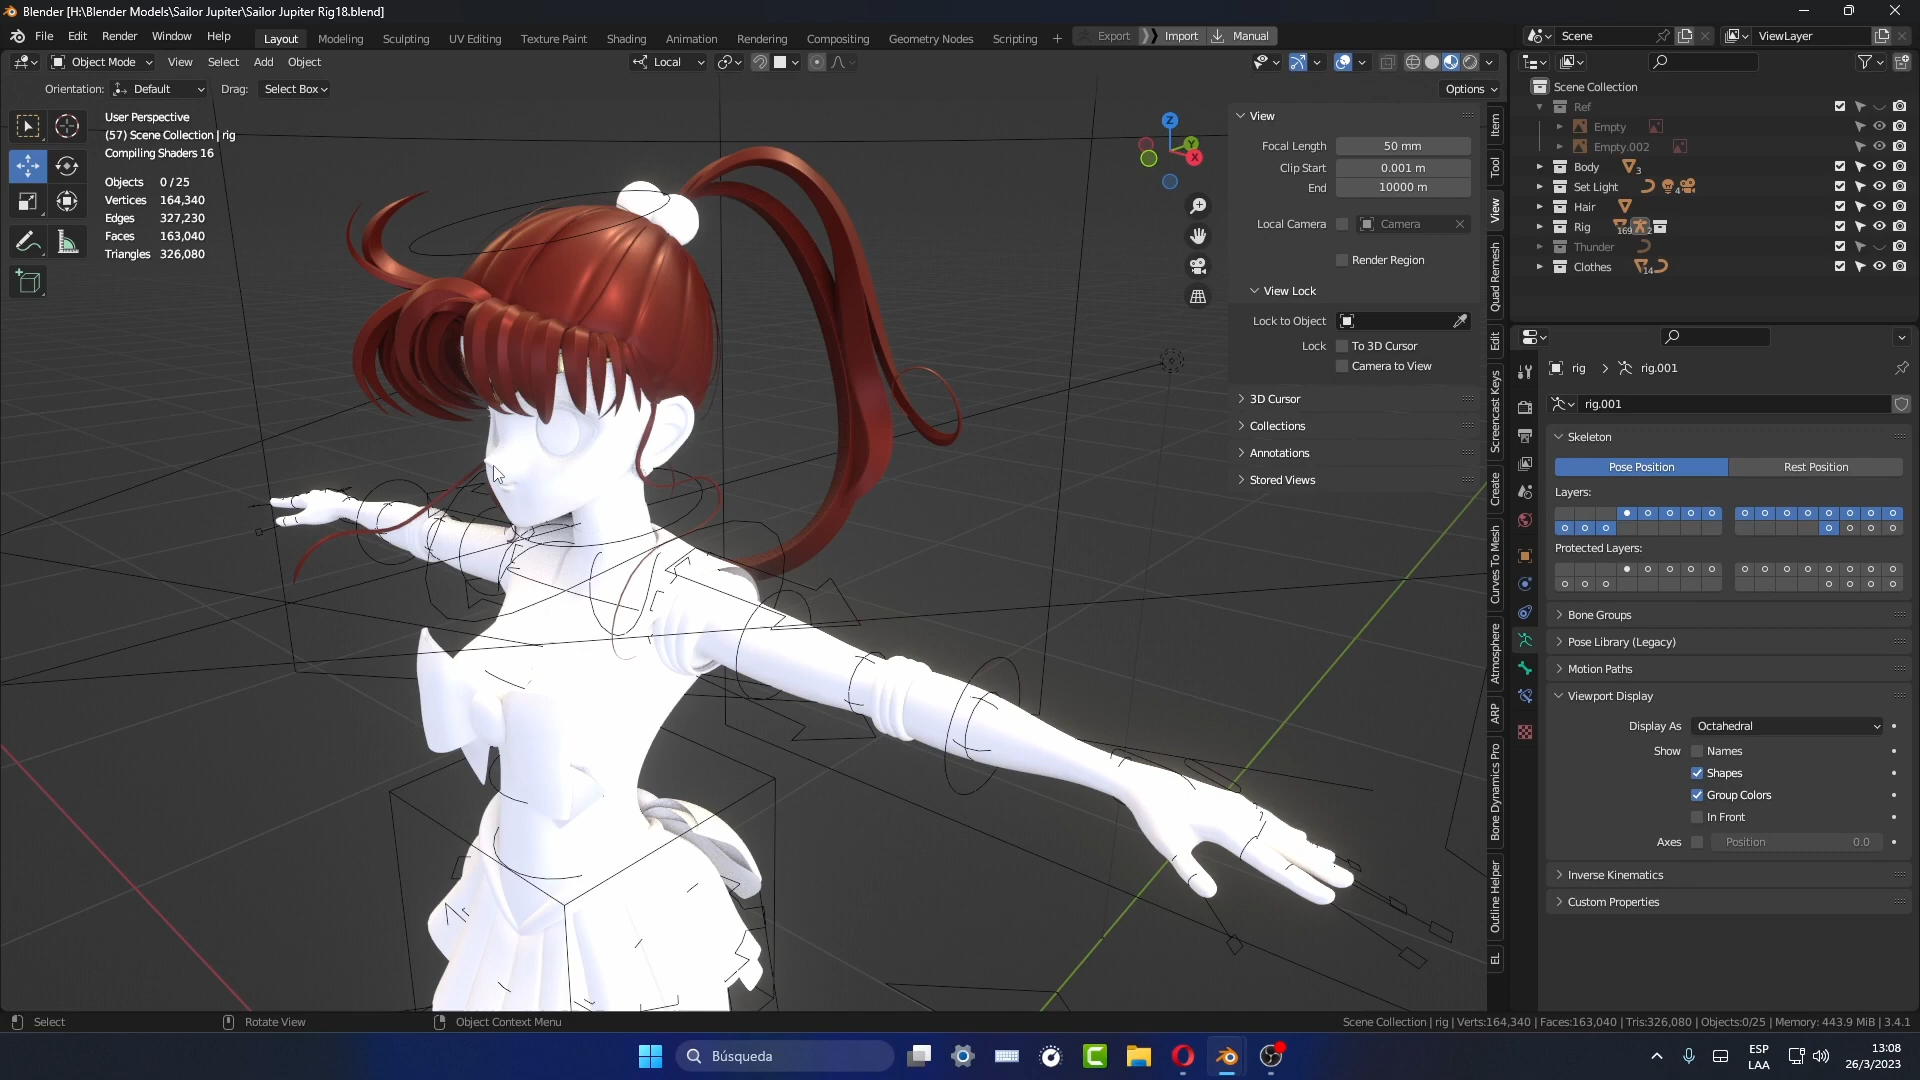 Blender [H:\Blender Models\Sailor Jupiter\Sailor Jupiter Rig18.blend]
File Edit Render Window Help Layout Modeling Sculpting UV Editing Texture Paint Shading Animation Rendering Compositing Geometry Nodes Scripting + Export Import Manual Scene ViewLayer
Object Mode View Select Add Object Local
Orientation: Default Drag: Select Box Options
User Perspective
(57) Scene Collection | rig
Compiling Shaders 16
Objects 0 / 25
Vertices 164,340
Edges 327,230
Faces 163,040
Triangles 326,080
Z
Y
X
View
Focal Length 50 mm
Clip Start 0.001 m
End 10000 m
Local Camera Camera
Render Region
View Lock
Lock to Object
Lock To 3D Cursor
Camera to View
3D Cursor
Collections
Annotations
Stored Views
Item
Tool
View
Quad Remesh
Edit
Screencast Keys
Create
Curves To Mesh
Atmosphere
ARP
Bone Dynamics Pro
Outline Helper
EL
Scene Collection
Ref
Empty
Empty.002
Body 3
Set Light 4
Hair
Rig 169 2
Thunder
Clothes 14
rig > rig.001
rig.001
Skeleton
Pose Position Rest Position
Layers:
Protected Layers:
Bone Groups
Pose Library (Legacy)
Motion Paths
Viewport Display
Display As Octahedral
Show Names
Shapes
Group Colors
In Front
Axes Position 0.0
Inverse Kinematics
Custom Properties
Select Rotate View Object Context Menu Scene Collection | rig | Verts:164,340 | Faces:163,040 | Tris:326,080 | Objects:0/25 | Memory: 443.9 MiB | 3.4.1
Búsqueda
ESP
LAA
13:08
26/3/2023